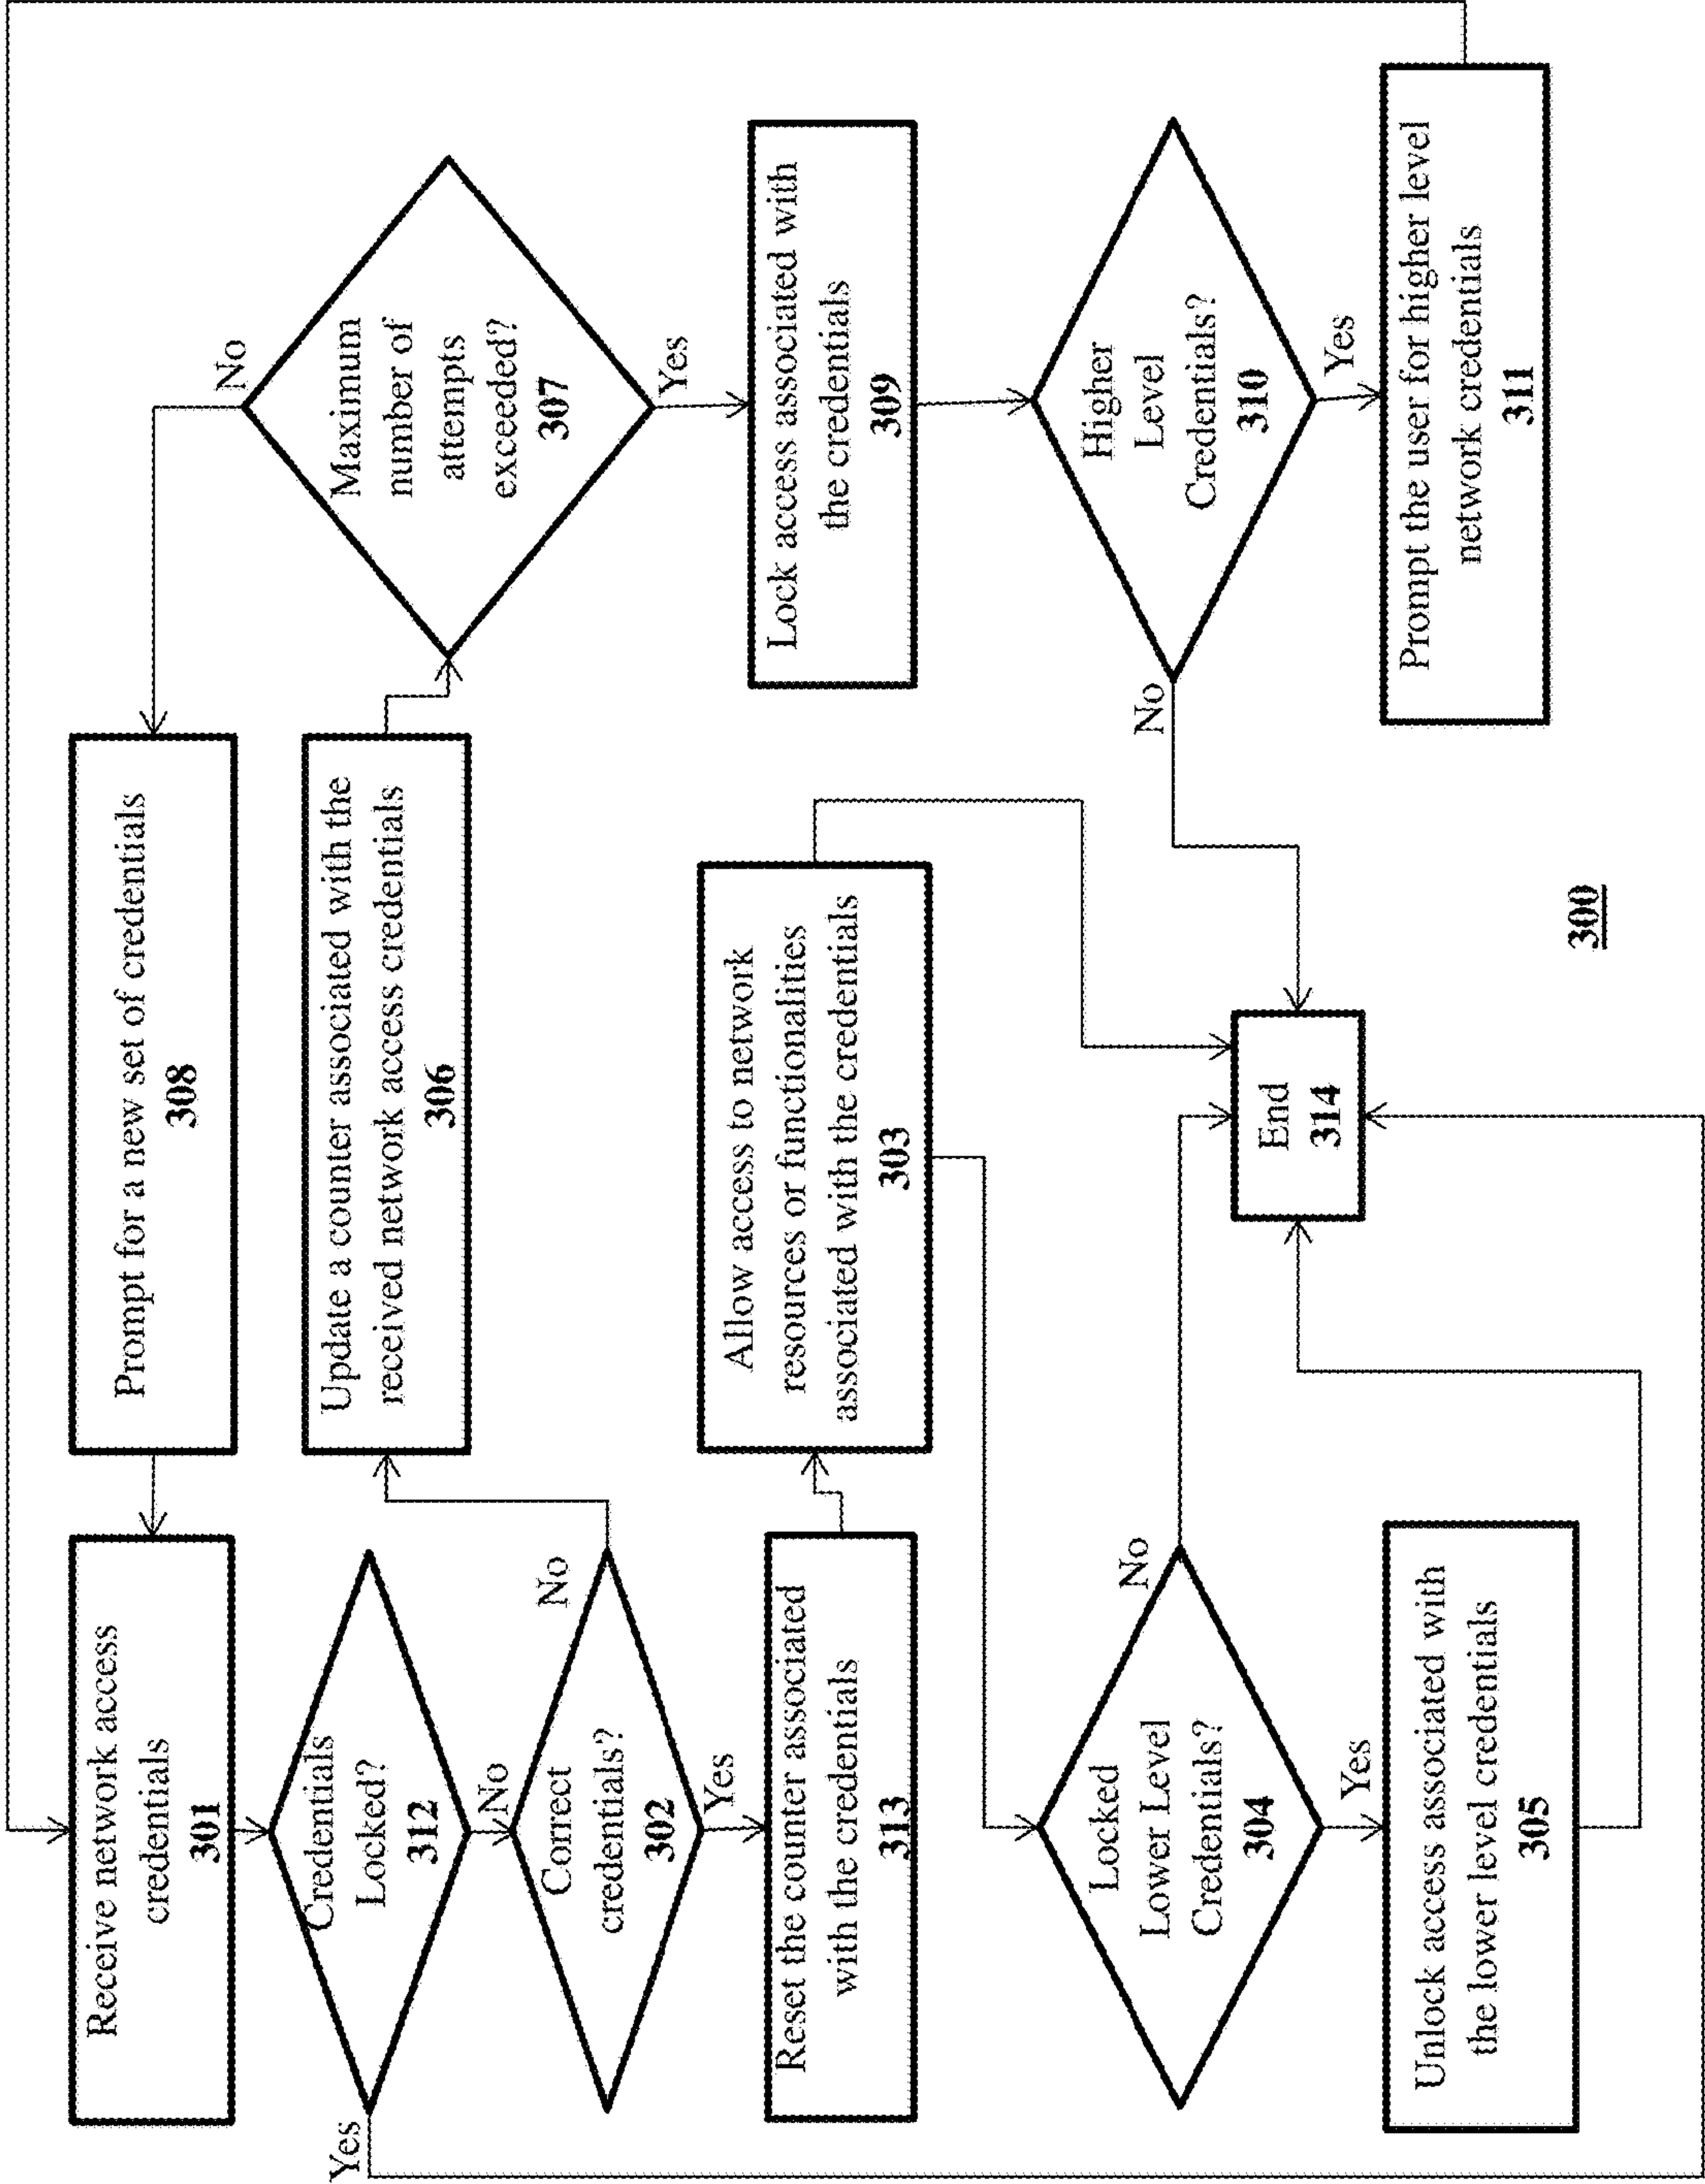 Receive network access
credentials
301
Prompt for a new set of credentials
308
Credentials
Locked?
312
Yes
No
Correct
credentials?
302
No
Yes
Update a counter associated with the
received network access credentials
306
Maximum
number of
attempts
exceeded?
307
No
Yes
Reset the counter associated
with the credentials
313
Allow access to network
resources or functionalities
associated with the credentials
303
Lock access associated with
the credentials
309
Locked
Lower Level
Credentials?
304
No
Yes
Higher
Level
Credentials?
310
No
Yes
End
314
Unlock access associated with
the lower level credentials
305
Prompt the user for higher level
network credentials
311
300